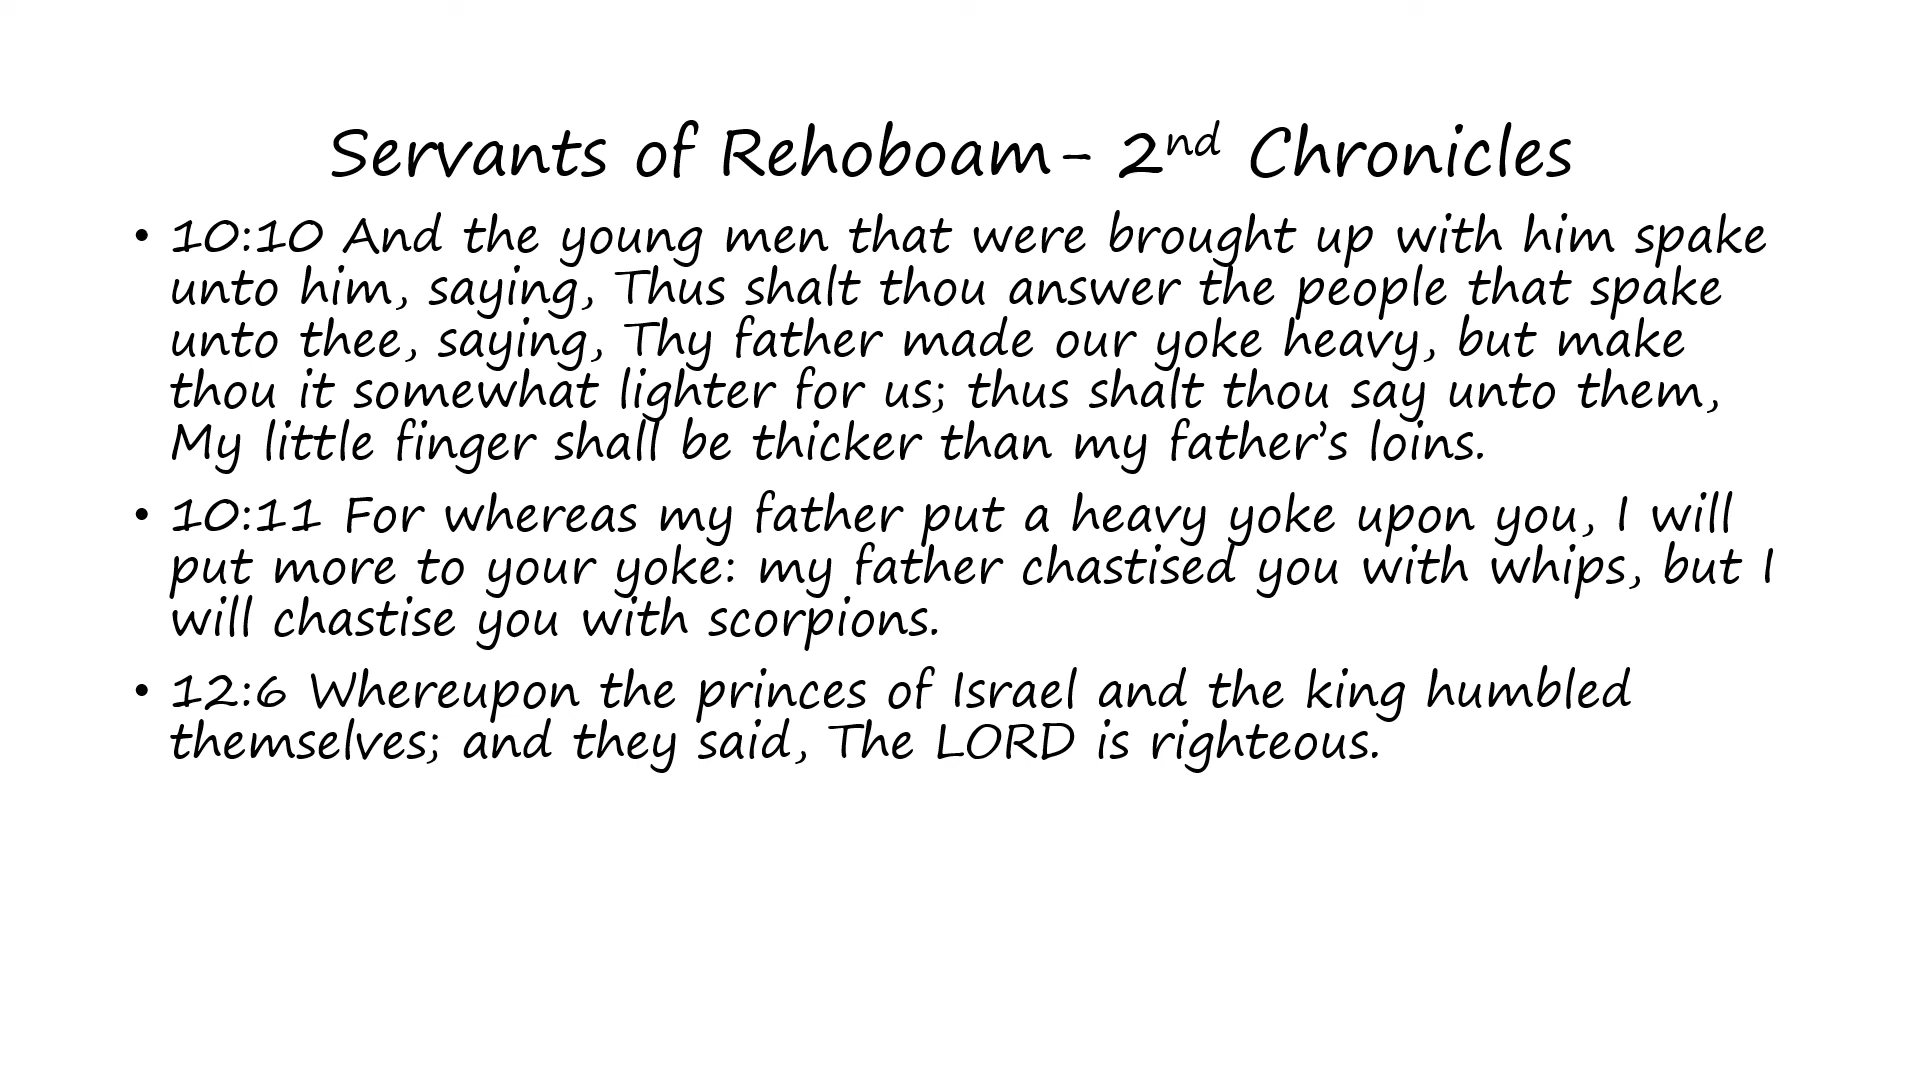 Servants of Rehoboam- 2nd Chronicles
• 10:10 And the young men that were brought up with him spake
unto him, saying, Thus shalt thou answer the people that spake
unto thee, saying, Thy father made our yoke heavy, but make
thou it somewhat lighter for us; thus shalt thou say unto them,
My little finger shall be thicker than my father’s loins.
• 10:11 For whereas my father put a heavy yoke upon you, I will
put more to your yoke: my father chastised you with whips, but I
will chastise you with scorpions.
• 12:6 Whereupon the princes of Israel and the king humbled
themselves; and they said, The LORD is righteous.